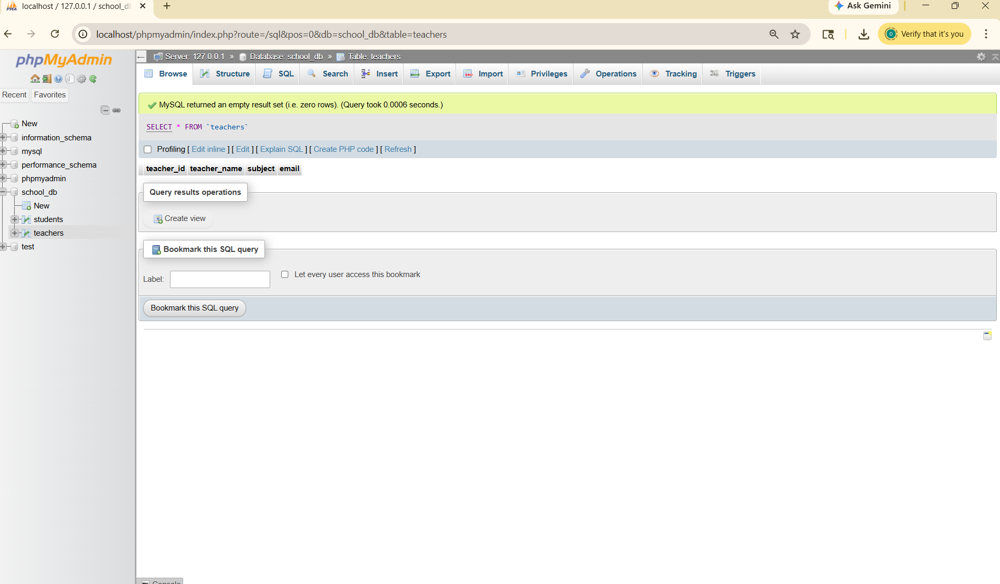 localhost / 127.0.0.1 / school_db
Ask Gemini
localhost/phpmyadmin/index.php?route=/sql&pos=0&db=school_db&table=teachers
D
Verify that it's you
phpMyAdmin
Recent
Favorites
New
information_schema
mysql
performance_schema
phpmyadmin
school_db
New
students
teachers
test
Server: 127.0.0.1 » Database: school_db » Table: teachers
Browse
Structure
SQL
Search
Insert
Export
Import
Privileges
Operations
Tracking
Triggers
MySQL returned an empty result set (i.e. zero rows). (Query took 0.0006 seconds.)
SELECT * FROM `teachers`
Profiling [ Edit inline ] [ Edit ] [ Explain SQL ] [ Create PHP code ] [ Refresh ]
teacher_id teacher_name subject email
Query results operations
Create view
Bookmark this SQL query
Label:
Let every user access this bookmark
Bookmark this SQL query
Console